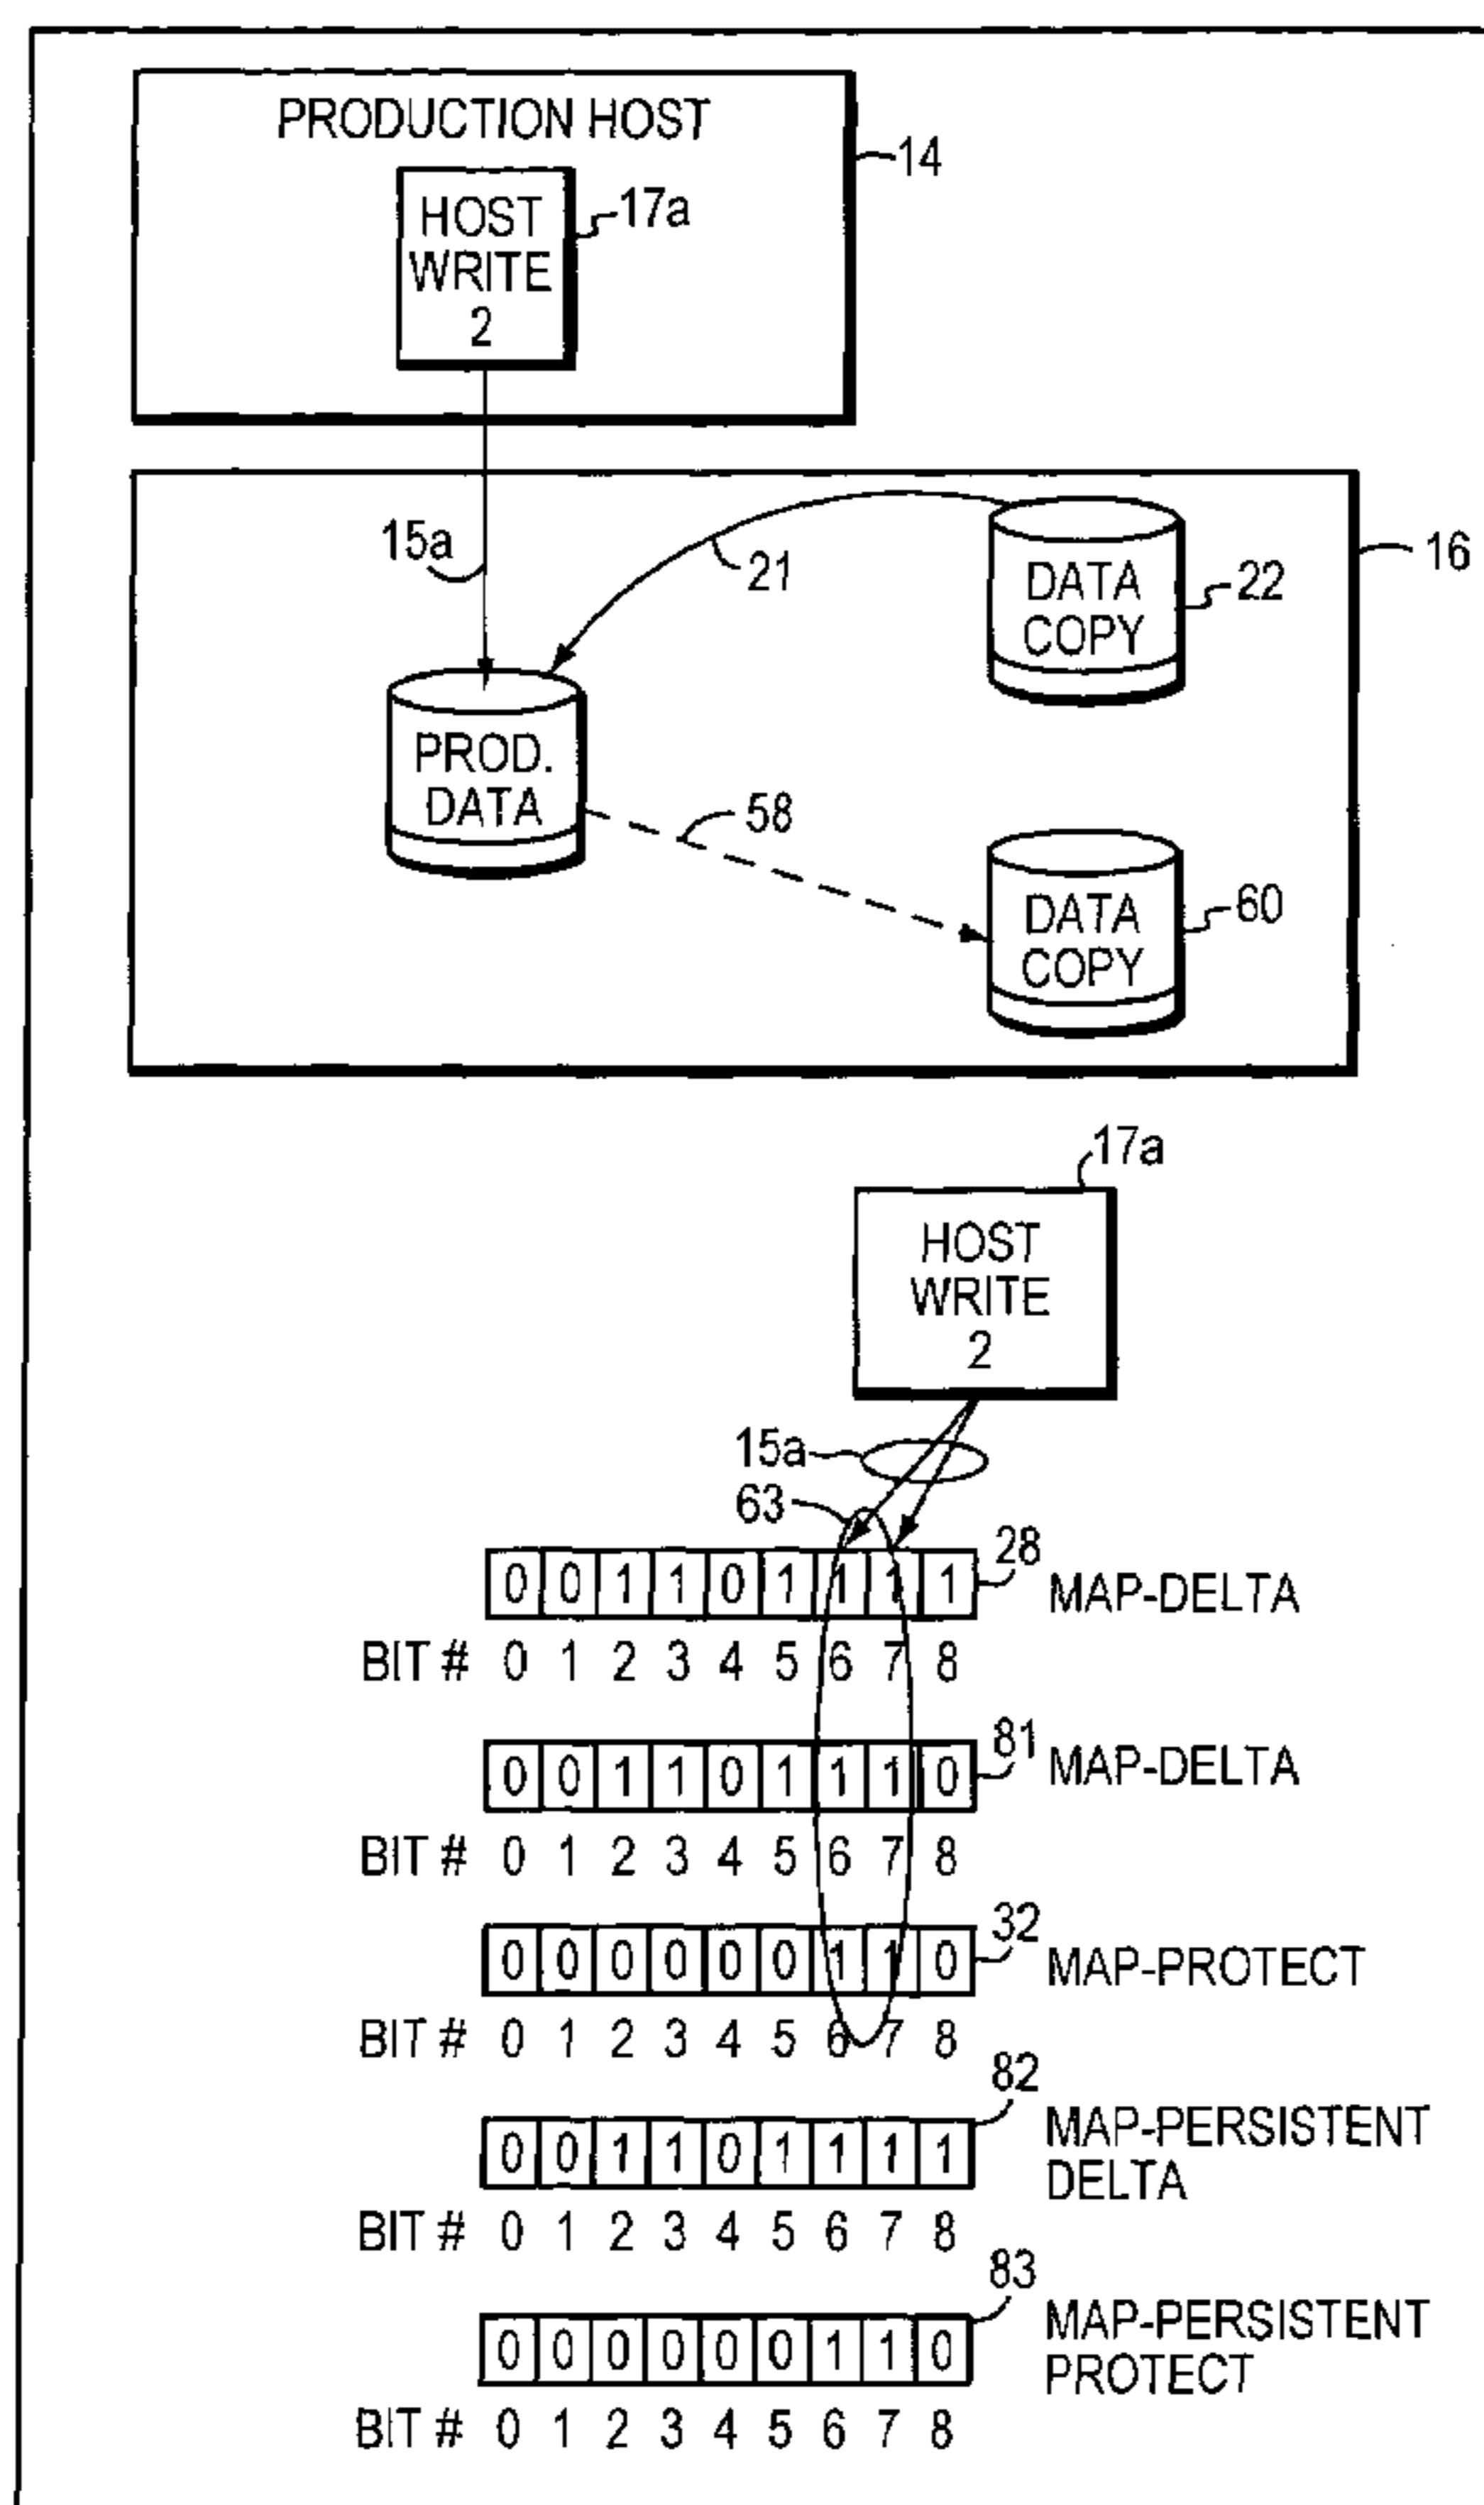 PRODUCTION HOST
14
HOST
WRITE
2
17a
15a
21
DATA
COPY
22
16
PROD.
DATA
58
DATA
COPY
60
17a
HOST
WRITE
2
15a
63
28
0 0 1 1 0 1 1 1 1 MAP-DELTA
BIT # 0 1 2 3 4 5 6 7 8
81
0 0 1 1 0 1 1 1 0 MAP-DELTA
BIT # 0 1 2 3 4 5 6 7 8
32
0 0 0 0 0 0 1 1 0 MAP-PROTECT
BIT # 0 1 2 3 4 5 6 7 8
82
0 0 1 1 0 1 1 1 1 MAP-PERSISTENT
DELTA
BIT # 0 1 2 3 4 5 6 7 8
83
0 0 0 0 0 0 1 1 0 MAP-PERSISTENT
PROTECT
BIT # 0 1 2 3 4 5 6 7 8